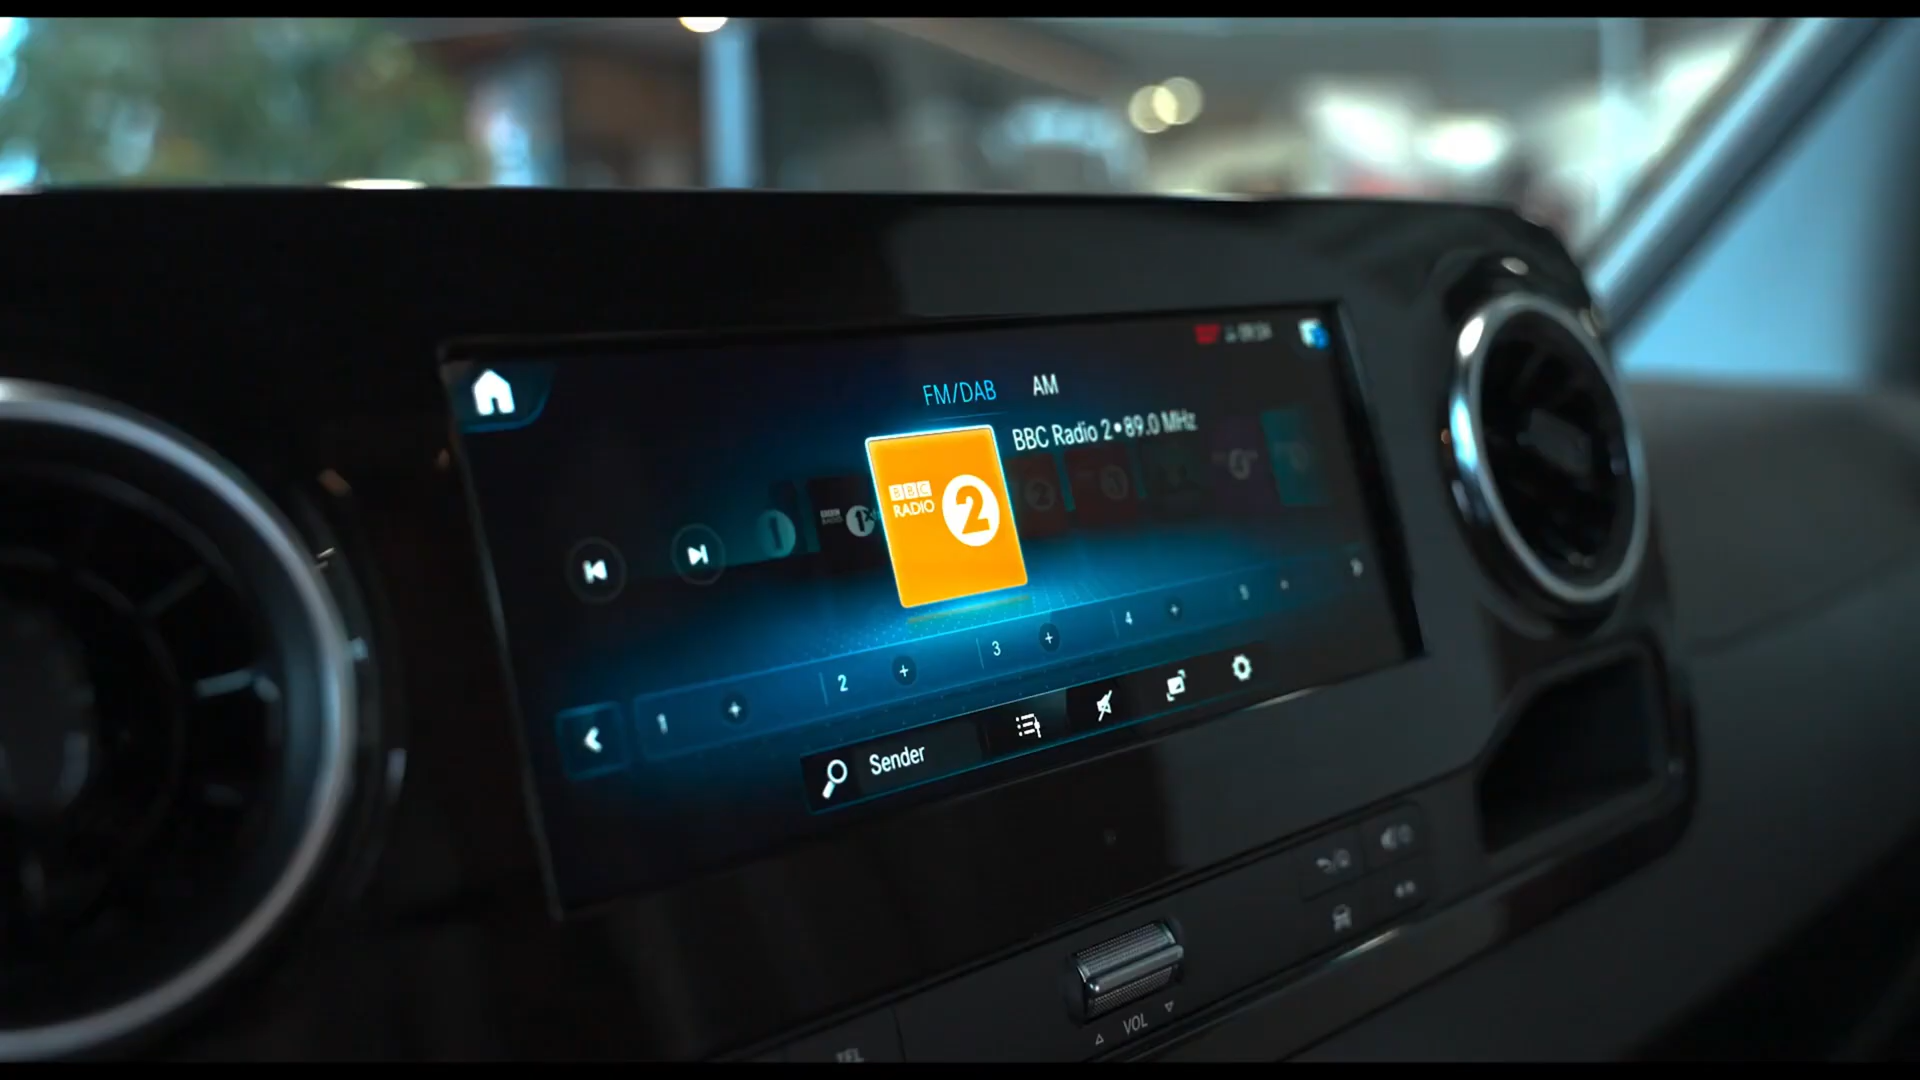 FM/DAB AM
BBC Radio 2•89.0 MHz
BBC
RADIO 2
1 + 2 + 3 + 4 + 5
Sender
VOL
TEL